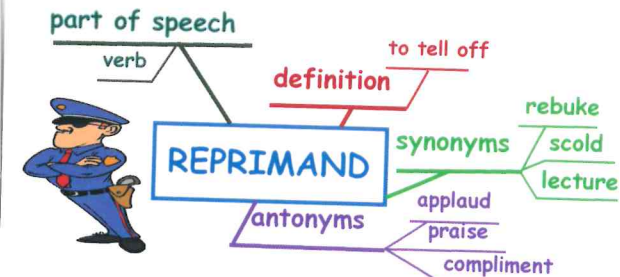 part of speech
verb
to tell off
definition
rebuke
synonyms
scold
REPRIMAND
lecture
antonyms
applaud
praise
compliment